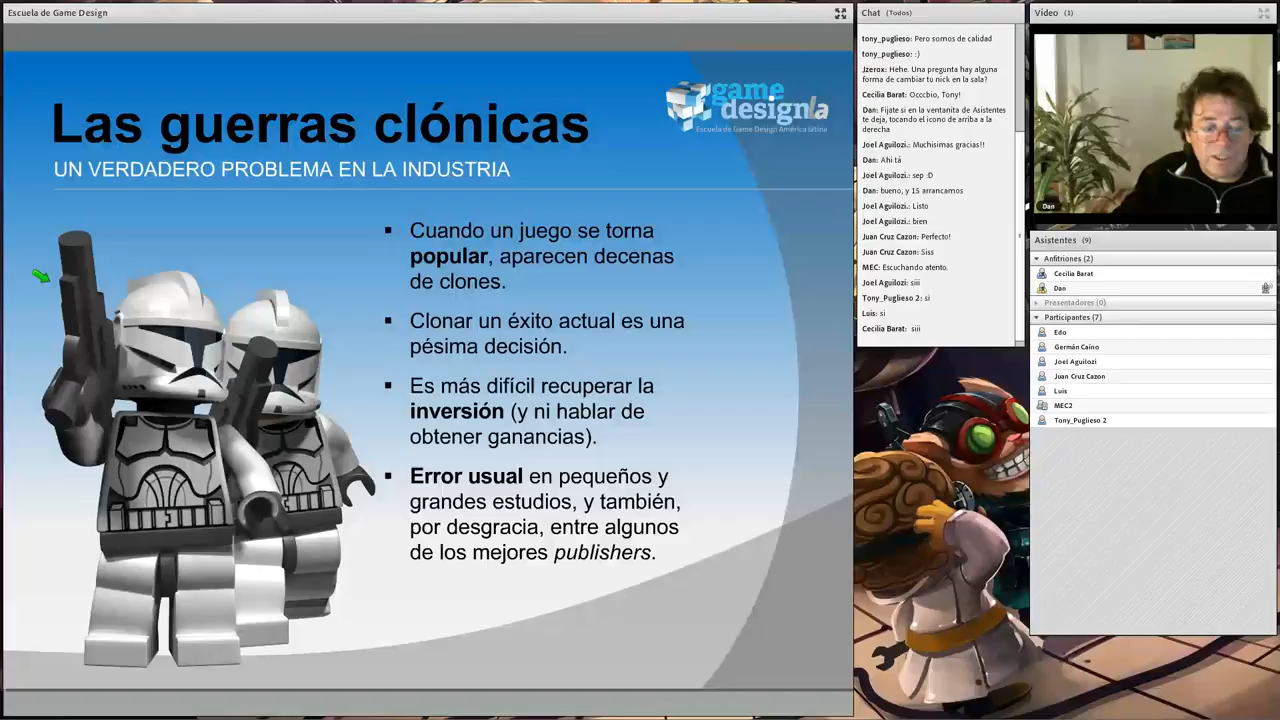 Escuela de Game Design
Las guerras clónicas
UN VERDADERO PROBLEMA EN LA INDUSTRIA
game
designla
Escuela de Game Design América latina
▪ Cuando un juego se torna
popular, aparecen decenas
de clones.
▪ Clonar un éxito actual es una
pésima decisión.
▪ Es más difícil recuperar la
inversión (y ni hablar de
obtener ganancias).
▪ Error usual en pequeños y
grandes estudios, y también,
por desgracia, entre algunos
de los mejores publishers.
Chat (Todos)
tony_puglieso: Pero somos de calidad
tony_puglieso: :)
Jzerox: Hehe. Una pregunta hay alguna
forma de cambiar tu nick en la sala?
Cecilia Barat: Occcbio, Tony!
Dan: Fijate si en la ventanita de Asistentes
te deja, tocando el icono de arriba a la
derecha
Joel Aguilozi.: Muchisimas gracias!!
Dan: Ahi tá
Joel Aguilozi.: sep :D
Dan: bueno, y 15 arrancamos
Joel Aguilozi.: Listo
Joel Aguilozi.: bien
Juan Cruz Cazon: Perfecto!
Juan Cruz Cazon: Siss
MEC: Escuchando atento.
Joel Aguilozi: siii
Tony_Puglieso 2: si
Luis: si
Cecilia Barat: siii
Vídeo (1)
Dan
Asistentes (9)
Anfitriones (2)
Cecilia Barat
Dan
Presentadores (0)
Participantes (7)
Edo
Germán Caíno
Joel Aguilozi
Juan Cruz Cazon
Luis
MEC2
Tony_Puglieso 2